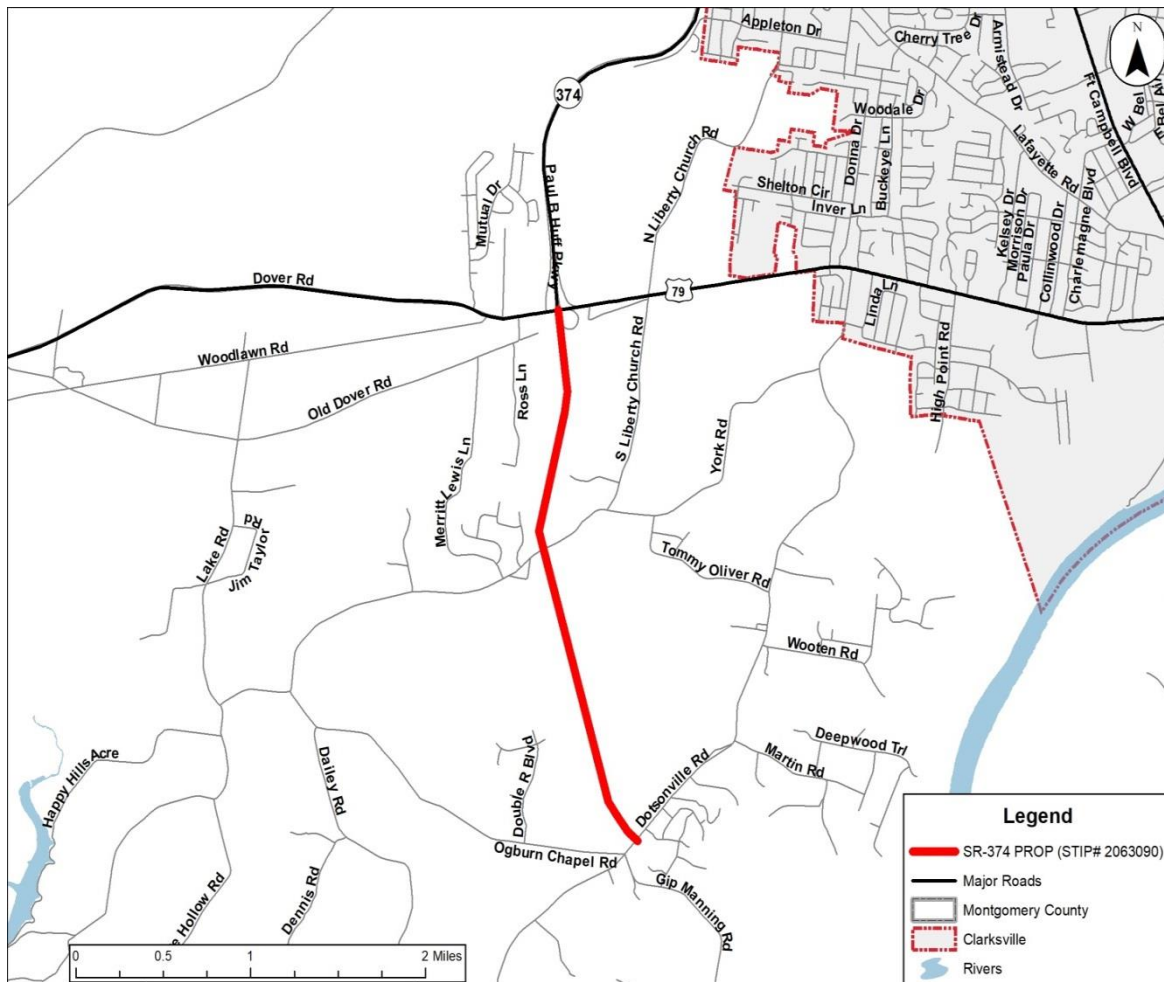 Appleton Dr
Cherry Tree Dr
Armistead Dr
Ft Campbell Blvd
W Bel
N
374
Woodale Dr
Lafayette Rd
Donna Dr
Buckeye Ln
N Liberty Church Rd
Paul B Huff Pkwy
Mutual Dr
Shelton Cir
Inver Ln
Kelsey Dr
Morrison Dr
Paula Dr
Collinwood Dr
Charlemagne Blvd
Dover Rd
79
Linda Ln
Woodlawn Rd
Old Dover Rd
Ross Ln
S Liberty Church Rd
High Point Rd
York Rd
Merritt Lewis Ln
Lake Rd
Jim Taylor Rd
Tommy Oliver Rd
Wooten Rd
Deepwood Trl
Martin Rd
Dotsonville Rd
Happy Hills Acre
Dailey Rd
Double R Blvd
Ogburn Chapel Rd
Gip Manning Rd
e Hollow Rd
Dennis Rd
Legend
SR-374 PROP (STIP# 2063090)
Major Roads
Montgomery County
Clarksville
Rivers
0 0.5 1 2 Miles